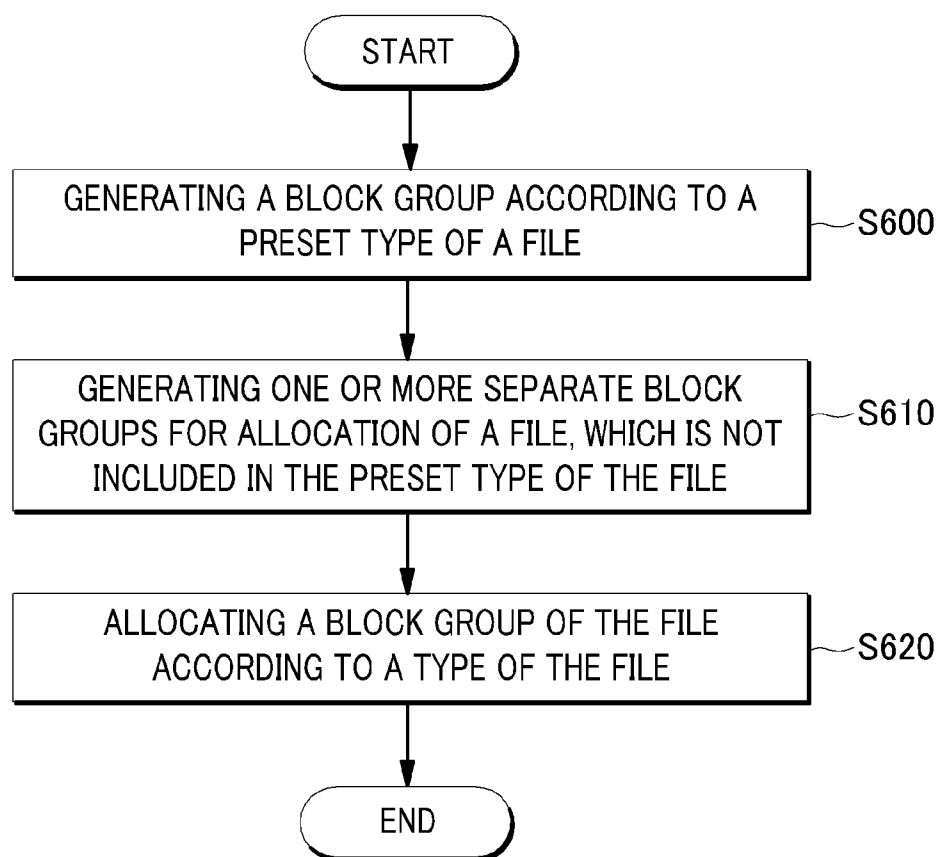 START
GENERATING A BLOCK GROUP ACCORDING TO A
PRESET TYPE OF A FILE
S600
GENERATING ONE OR MORE SEPARATE BLOCK
GROUPS FOR ALLOCATION OF A FILE, WHICH IS NOT
INCLUDED IN THE PRESET TYPE OF THE FILE
S610
ALLOCATING A BLOCK GROUP OF THE FILE
ACCORDING TO A TYPE OF THE FILE
S620
END